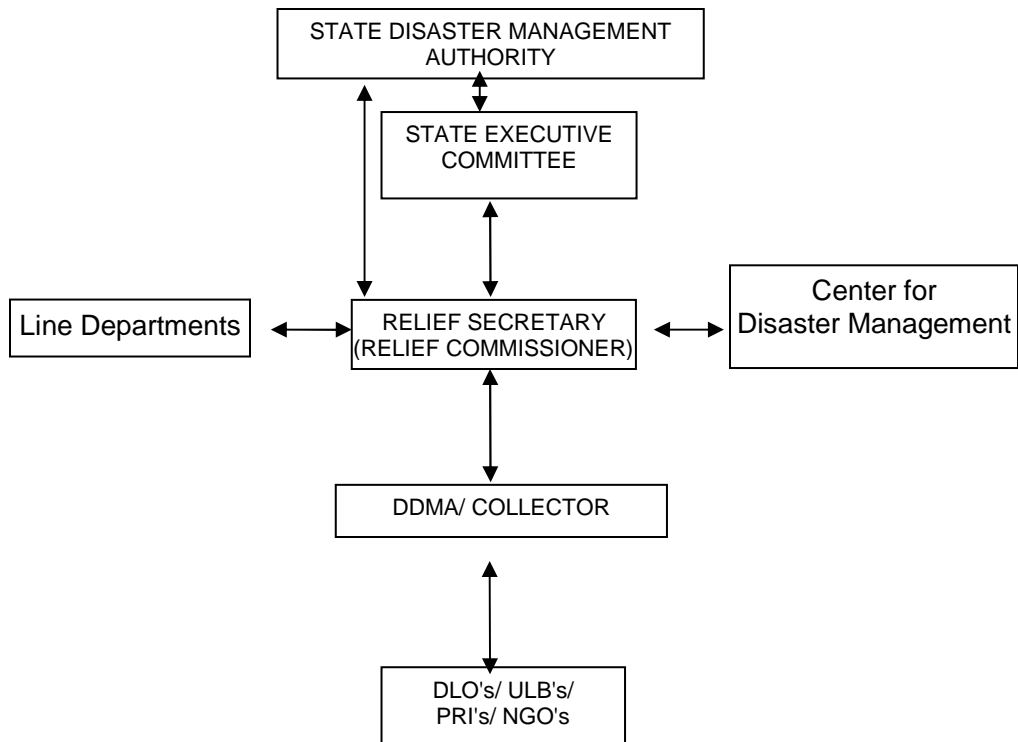 STATE DISASTER MANAGEMENT
AUTHORITY
STATE EXECUTIVE
COMMITTEE
Line Departments
RELIEF SECRETARY
(RELIEF COMMISSIONER)
Center for
Disaster Management
DDMA/ COLLECTOR
DLO's/ ULB's/
PRI's/ NGO's